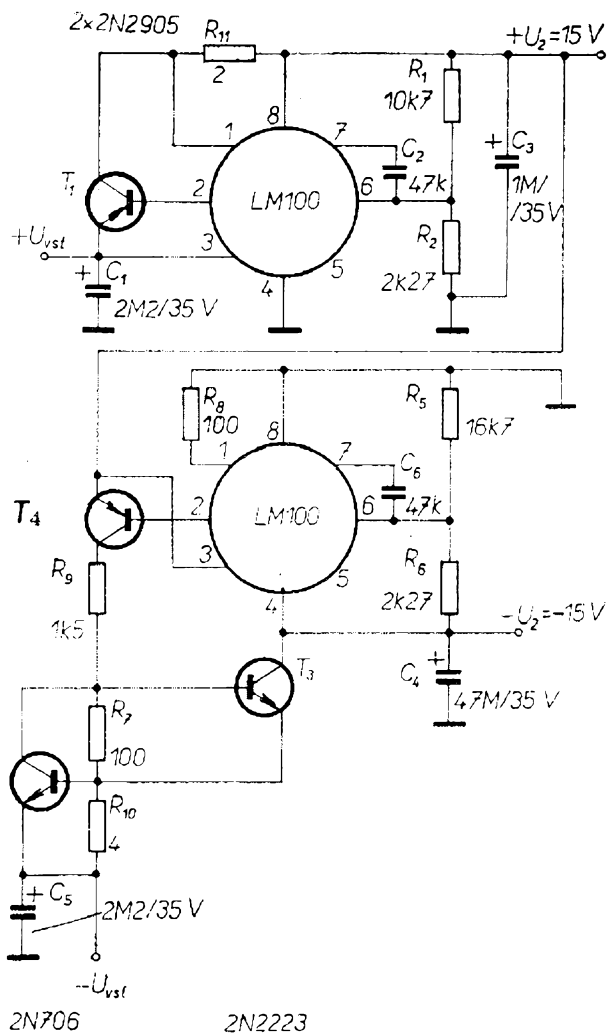 2×2N2905
R₁₁
2
+U₂=15 V
R₁
10k7
8
1
7
C₂
47k
+ C₃
1M/
/35V
T₁
2
LM100
6
+Uvst
3
5
R₂
2k27
+ C₁
2M2/35 V
4
R₈
100
8
R₅
16k7
1
7
C₆
47k
T4
2
LM100
6
3
5
R₉
1k5
4
R₆
2k27
-U₂=-15 V
T₃
C₄ +
47M/35 V
R₇
100
R₁₀
4
+ C₅
2M2/35 V
-Uvst
2N706
2N2223